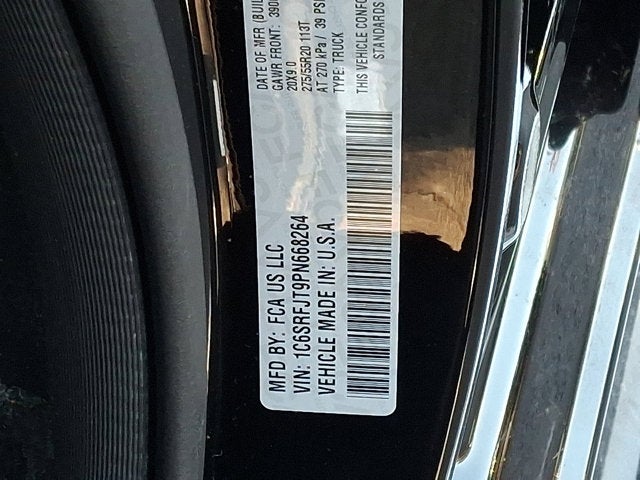 MFD BY: FCA US LLC
DATE OF MFR (BUIL
GAWR FRONT: 390
VIN: 1C6SRFJT9PN668264
20X9.0
275/55R20 113T
VEHICLE MADE IN: U.S.A.
AT 270 kPa / 39 PSI
TYPE: TRUCK
THIS VEHICLE CONFO
STANDARDS